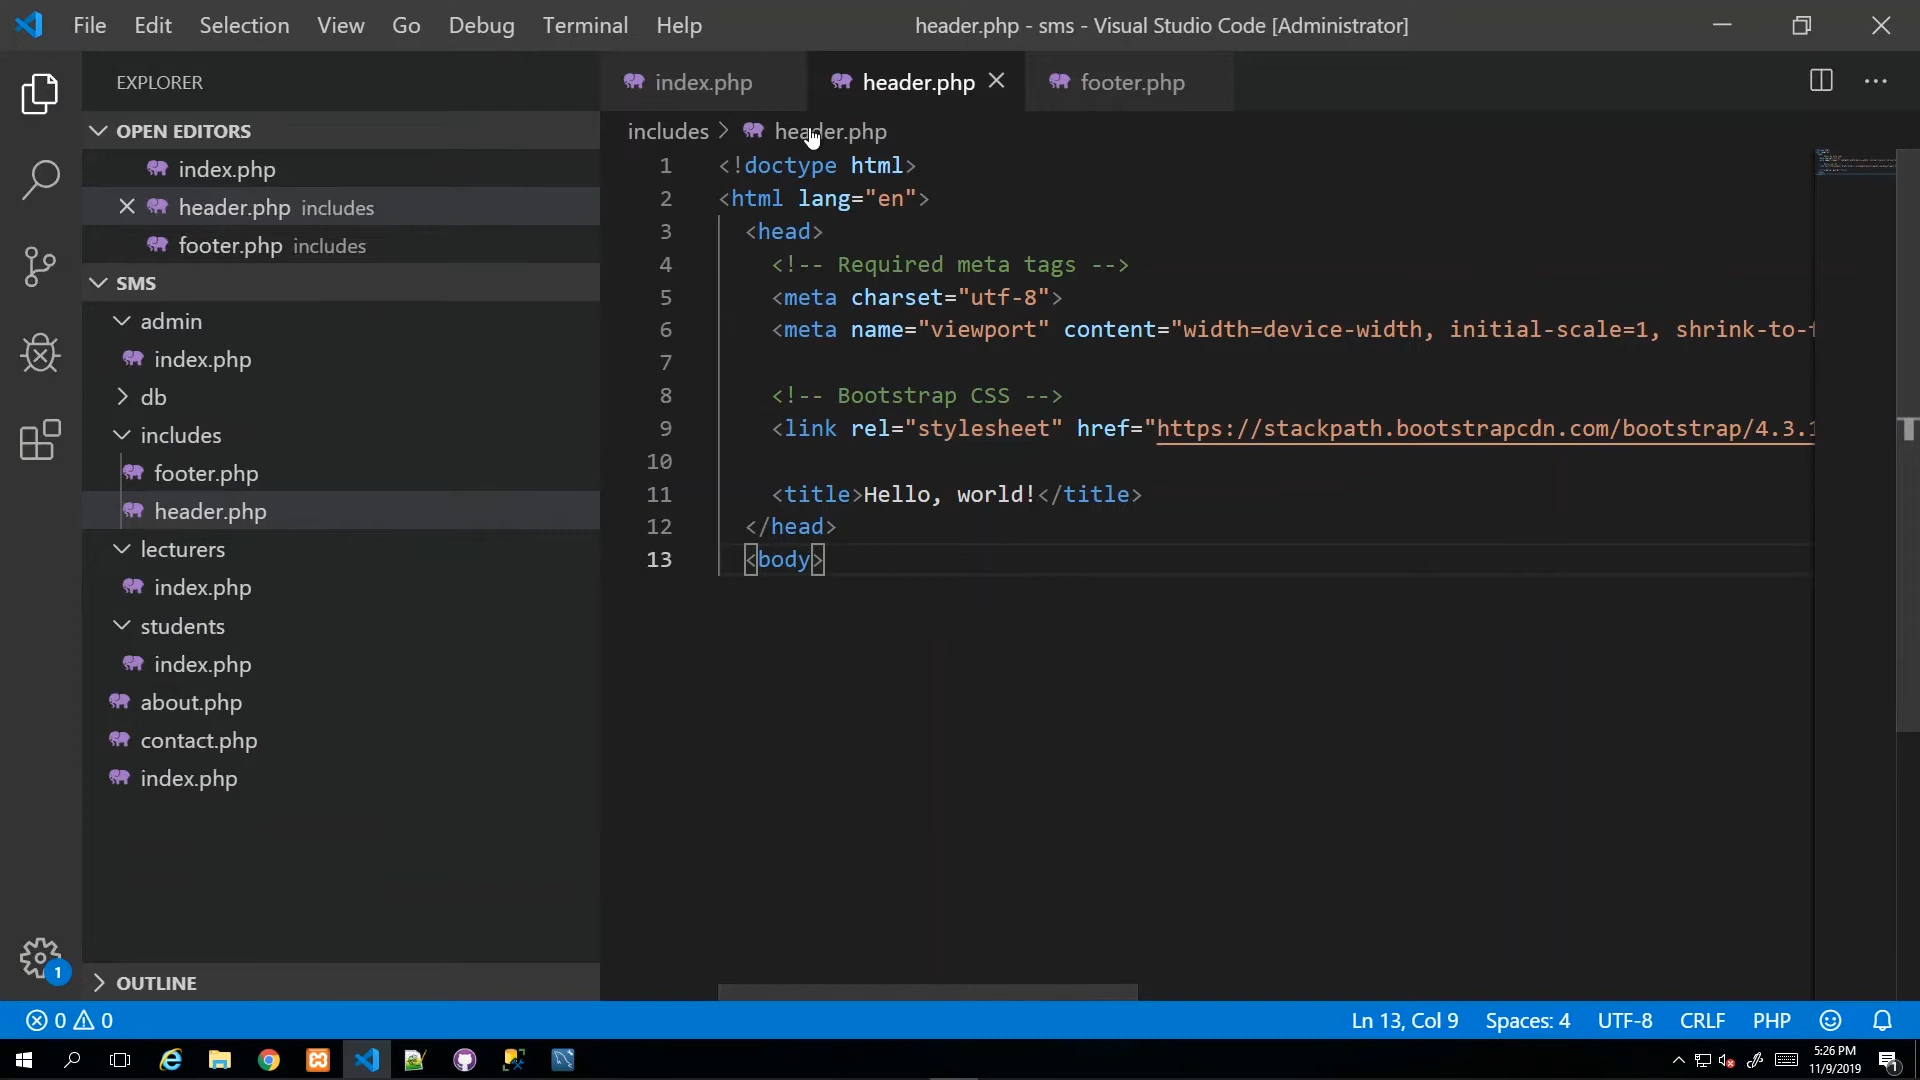 File Edit Selection View Go Debug Terminal Help header.php - sms - Visual Studio Code [Administrator]
EXPLORER
OPEN EDITORS
index.php
header.php includes
footer.php includes
SMS
admin
index.php
db
includes
footer.php
header.php
lecturers
index.php
students
index.php
about.php
contact.php
index.php
OUTLINE
index.php header.php footer.php
includes > header.php
1 <!doctype html>
2 <html lang="en">
3 <head>
4 <!-- Required meta tags -->
5 <meta charset="utf-8">
6 <meta name="viewport" content="width=device-width, initial-scale=1, shrink-to-f
7
8 <!-- Bootstrap CSS -->
9 <link rel="stylesheet" href="https://stackpath.bootstrapcdn.com/bootstrap/4.3.1
10
11 <title>Hello, world!</title>
12 </head>
13 <body>
1
0 0 Ln 13, Col 9 Spaces: 4 UTF-8 CRLF PHP
5:26 PM
11/9/2019
1